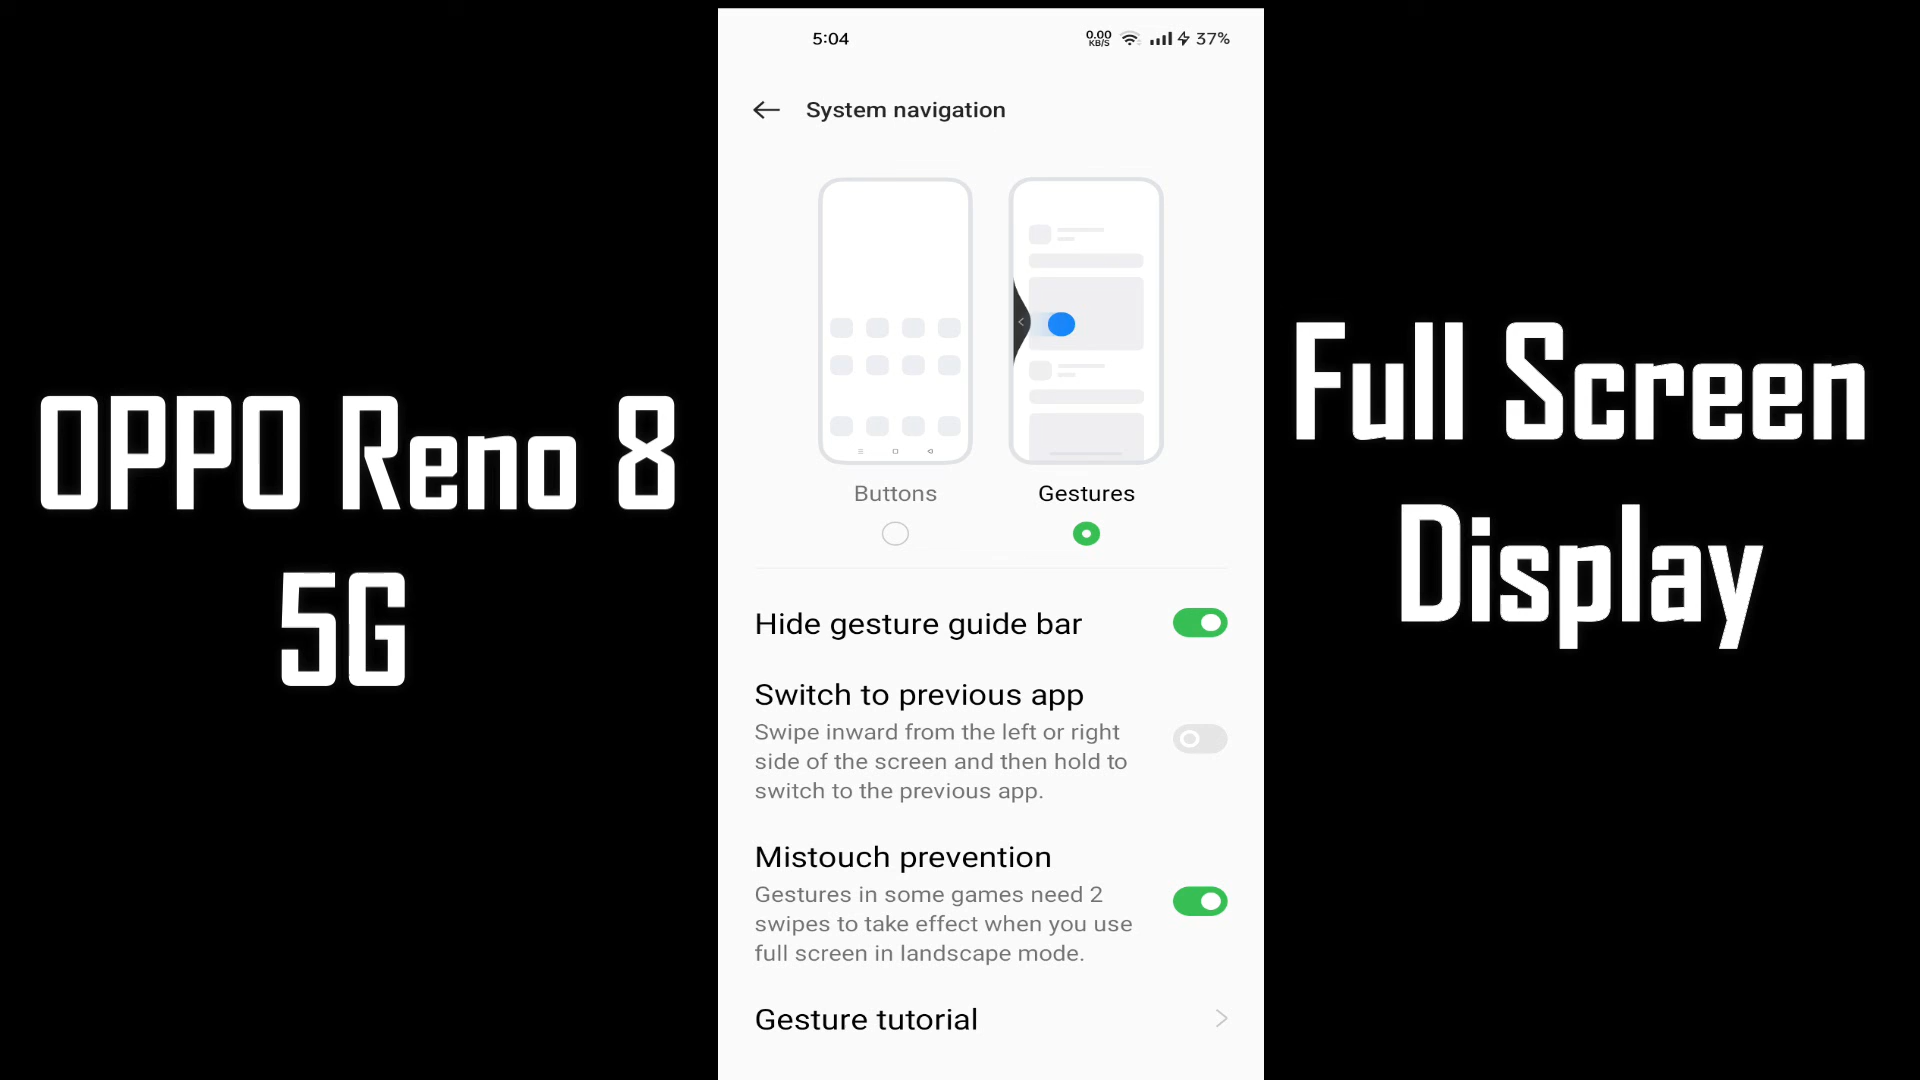 OPPO Reno 8
5G
5:04
0.00
KB/S
37%
System navigation
Buttons
Gestures
Hide gesture guide bar
Switch to previous app
Swipe inward from the left or right
side of the screen and then hold to
switch to the previous app.
Mistouch prevention
Gestures in some games need 2
swipes to take effect when you use
full screen in landscape mode.
Gesture tutorial
Full Screen
Display